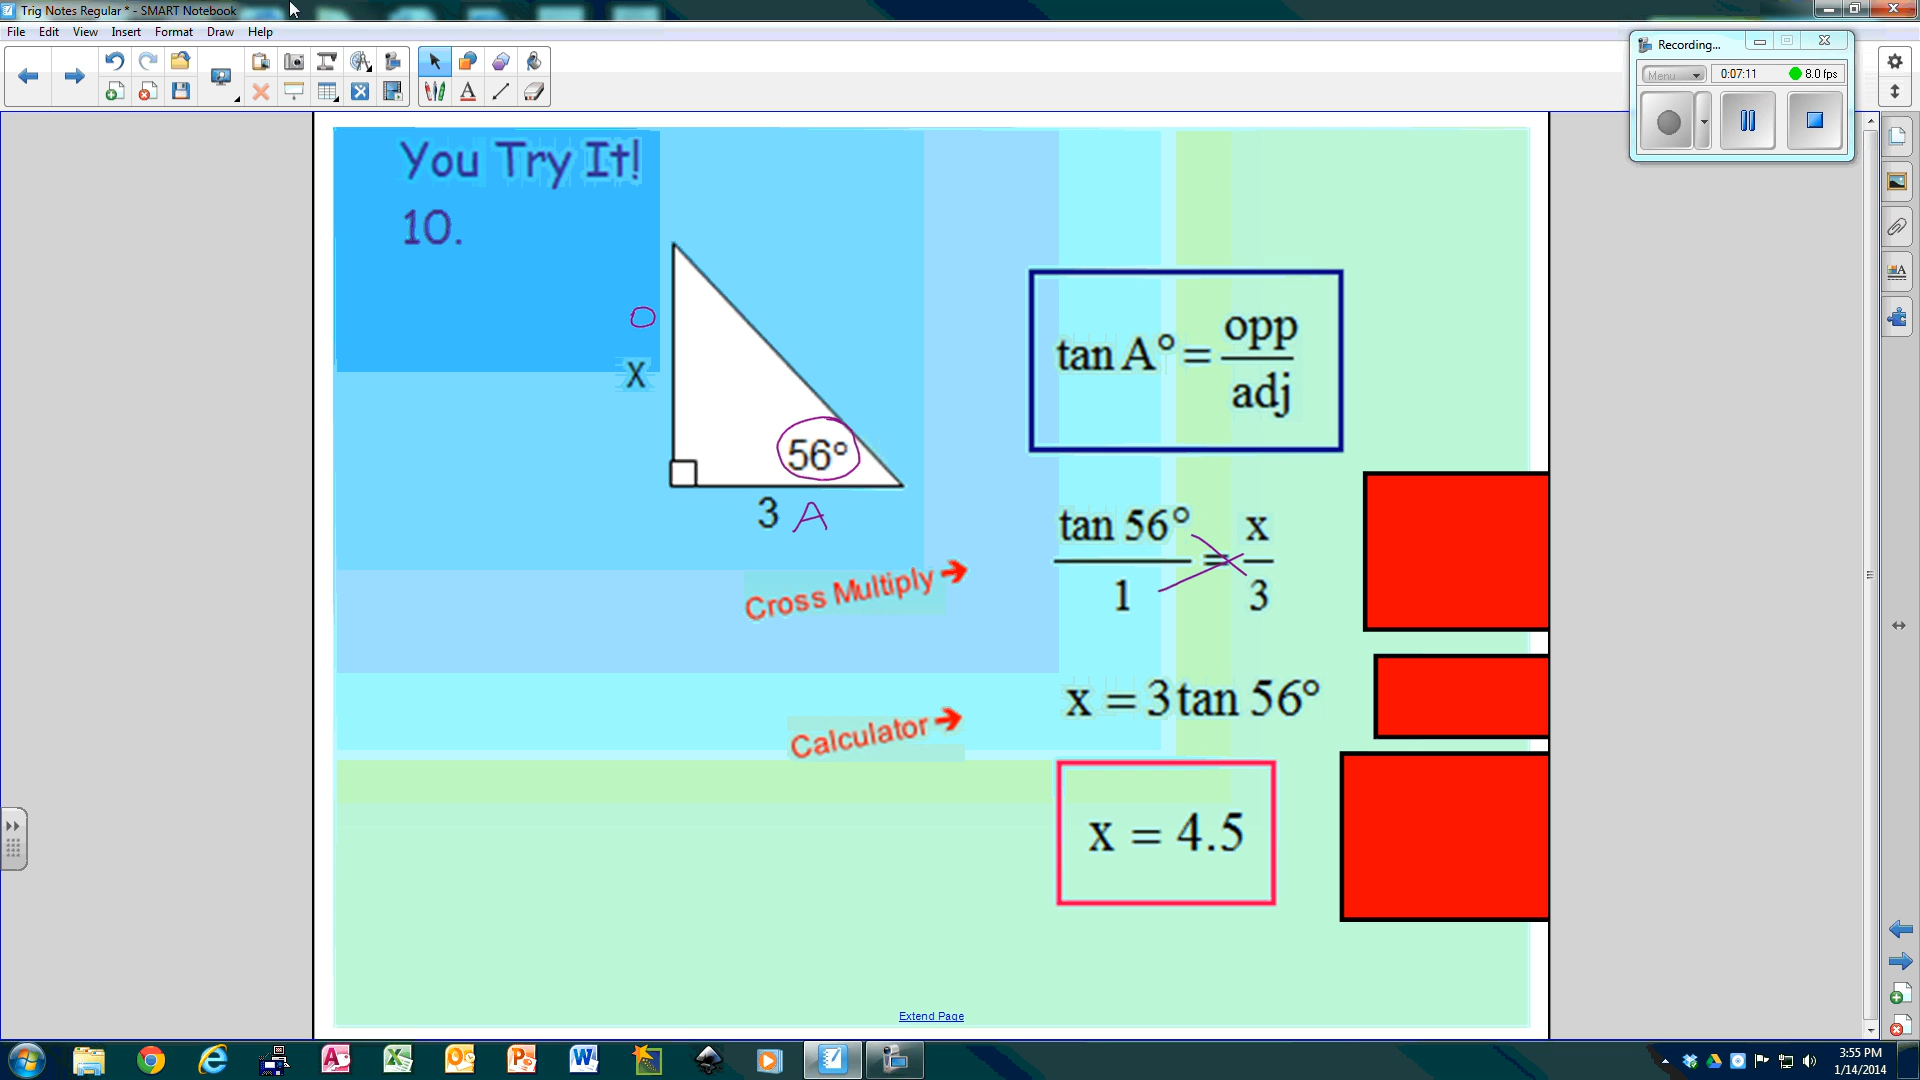 Trig Notes Regular * - SMART Notebook
File Edit View Insert Format Draw Help
Recording...
Menu
0:07:11
8.0 fps
You Try It!
10.
O
x
56°
3 A
tan A° = opp/adj
tan 56°/1 = x/3
Cross Multiply →
x = 3 tan 56°
Calculator →
x = 4.5
Extend Page
3:55 PM
1/14/2014